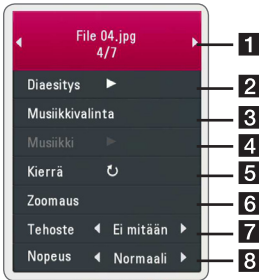 File 04.jpg 1
4/7
Diaesitys 2
Musiikkivalinta 3
Musiikki 4
Kierrä 5
Zoomaus 6
Tehoste Ei mitään 7
Nopeus Normaali 8